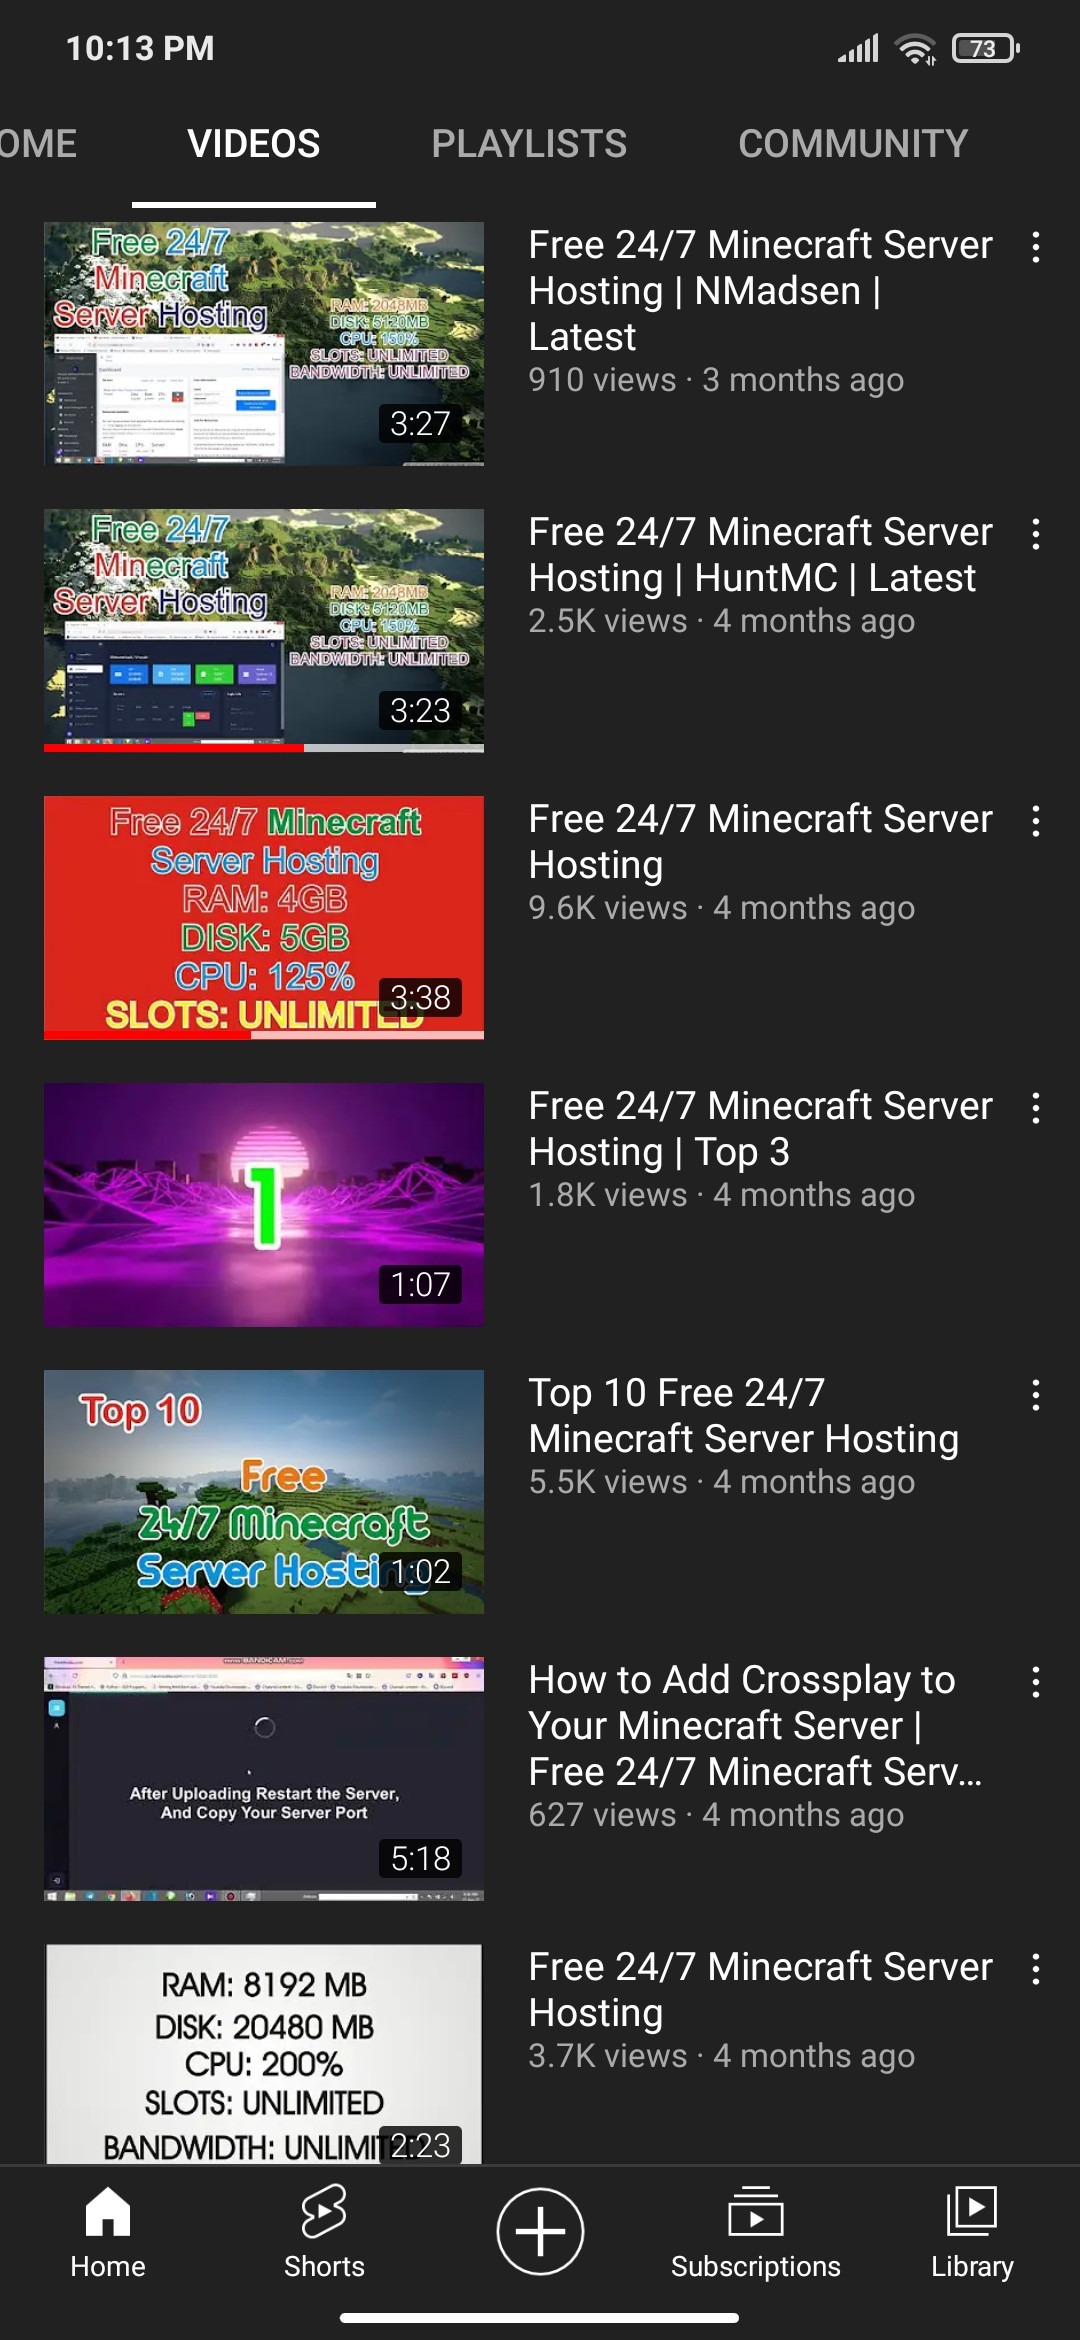 10:13 PM
73
OME
VIDEOS
PLAYLISTS
COMMUNITY
Free 24/7
Minecraft
Server Hosting
RAM: 2048MB
DISK: 5120MB
CPU: 150%
SLOTS: UNLIMITED
BANDWIDTH: UNLIMITED
3:27
Free 24/7 Minecraft Server
Hosting | NMadsen |
Latest
910 views · 3 months ago
Free 24/7
Minecraft
Server Hosting
RAM: 2048MB
DISK: 5120MB
CPU: 150%
SLOTS: UNLIMITED
BANDWIDTH: UNLIMITED
3:23
Free 24/7 Minecraft Server
Hosting | HuntMC | Latest
2.5K views · 4 months ago
Free 24/7 Minecraft
Server Hosting
RAM: 4GB
DISK: 5GB
CPU: 125%
SLOTS: UNLIMITED
3:38
Free 24/7 Minecraft Server
Hosting
9.6K views · 4 months ago
1
1:07
Free 24/7 Minecraft Server
Hosting | Top 3
1.8K views · 4 months ago
Top 10
Free
24/7 Minecraft
Server Hosting
1:02
Top 10 Free 24/7
Minecraft Server Hosting
5.5K views · 4 months ago
After Uploading Restart the Server,
And Copy Your Server Port
5:18
How to Add Crossplay to
Your Minecraft Server |
Free 24/7 Minecraft Serv...
627 views · 4 months ago
RAM: 8192 MB
DISK: 20480 MB
CPU: 200%
SLOTS: UNLIMITED
BANDWIDTH: UNLIMIT
2:23
Free 24/7 Minecraft Server
Hosting
3.7K views · 4 months ago
Home
Shorts
Subscriptions
Library